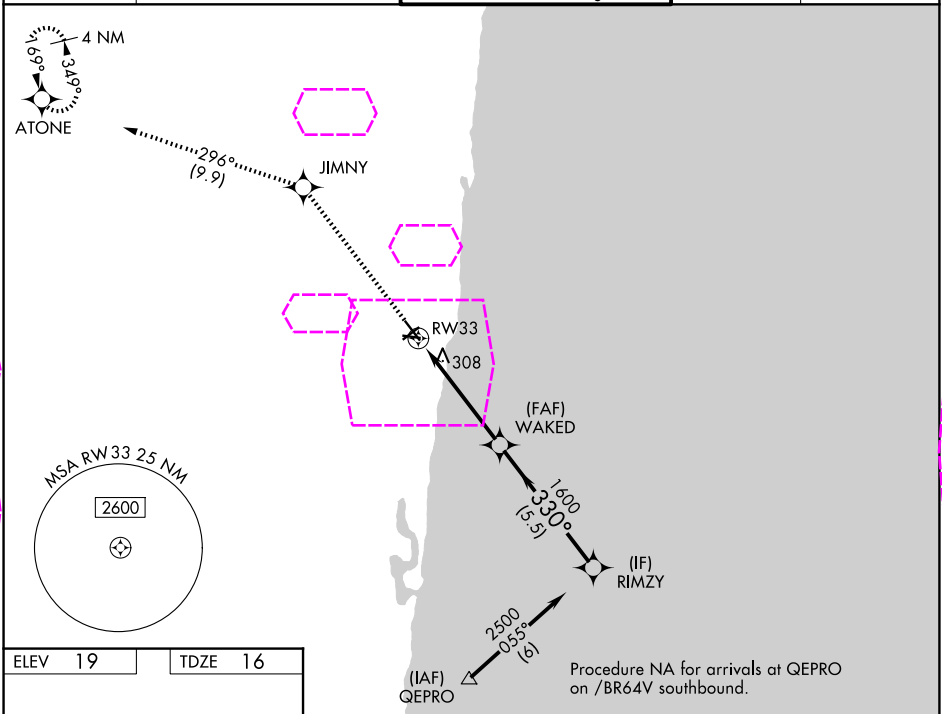 4 NM
169°
349°
ATONE
296°
(9.9)
JIMNY
RW33
308
(FAF)
WAKED
MSA RW33 25 NM
2600
1600
330°
(5.5)
(IF)
RIMZY
2500
055°
(6)
(IAF)
QEPRO
Procedure NA for arrivals at QEPRO
on /BR64V southbound.
ELEV 19
TDZE 16